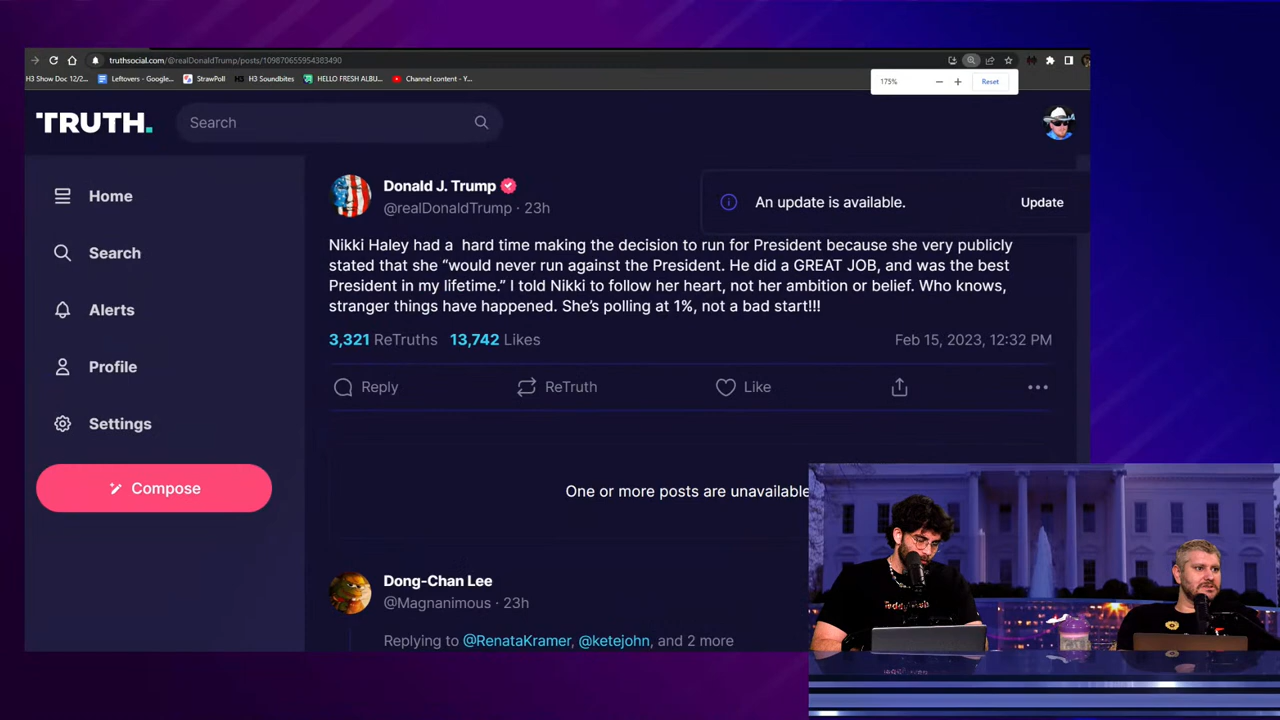 truthsocial.com/@realDonaldTrump/posts/109870655954383490
H3 Show Doc 12/2...
Leftovers - Google...
StrawPoll
H3 Soundbites
HELLO FRESH ALBU...
Channel content - Y...
175%
Reset
TRUTH.
Search
Home
Search
Alerts
Profile
Settings
Compose
Donald J. Trump
@realDonaldTrump · 23h
An update is available.
Update
Nikki Haley had a  hard time making the decision to run for President because she very publicly
stated that she “would never run against the President. He did a GREAT JOB, and was the best
President in my lifetime.” I told Nikki to follow her heart, not her ambition or belief. Who knows,
stranger things have happened. She’s polling at 1%, not a bad start!!!
3,321 ReTruths 13,742 Likes
Feb 15, 2023, 12:32 PM
Reply
ReTruth
Like
One or more posts are unavailable
Dong-Chan Lee
@Magnanimous · 23h
Replying to @RenataKramer, @ketejohn, and 2 more